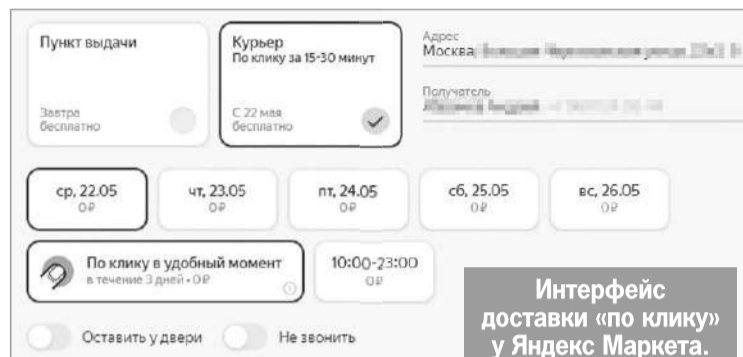 Пункт выдачи
Завтра
бесплатно
Курьер
По клику за 15-30 минут
С 22 мая
бесплатно
Адрес
Москва
Получатель
ср, 22.05
0₽
чт, 23.05
0₽
пт, 24.05
0₽
сб, 25.05
0₽
вс, 26.05
0₽
По клику в удобный момент
в течение 3 дней • 0₽
10:00-23:00
0₽
Оставить у двери
Не звонить
Интерфейс
доставки «по клику»
у Яндекс Маркета.